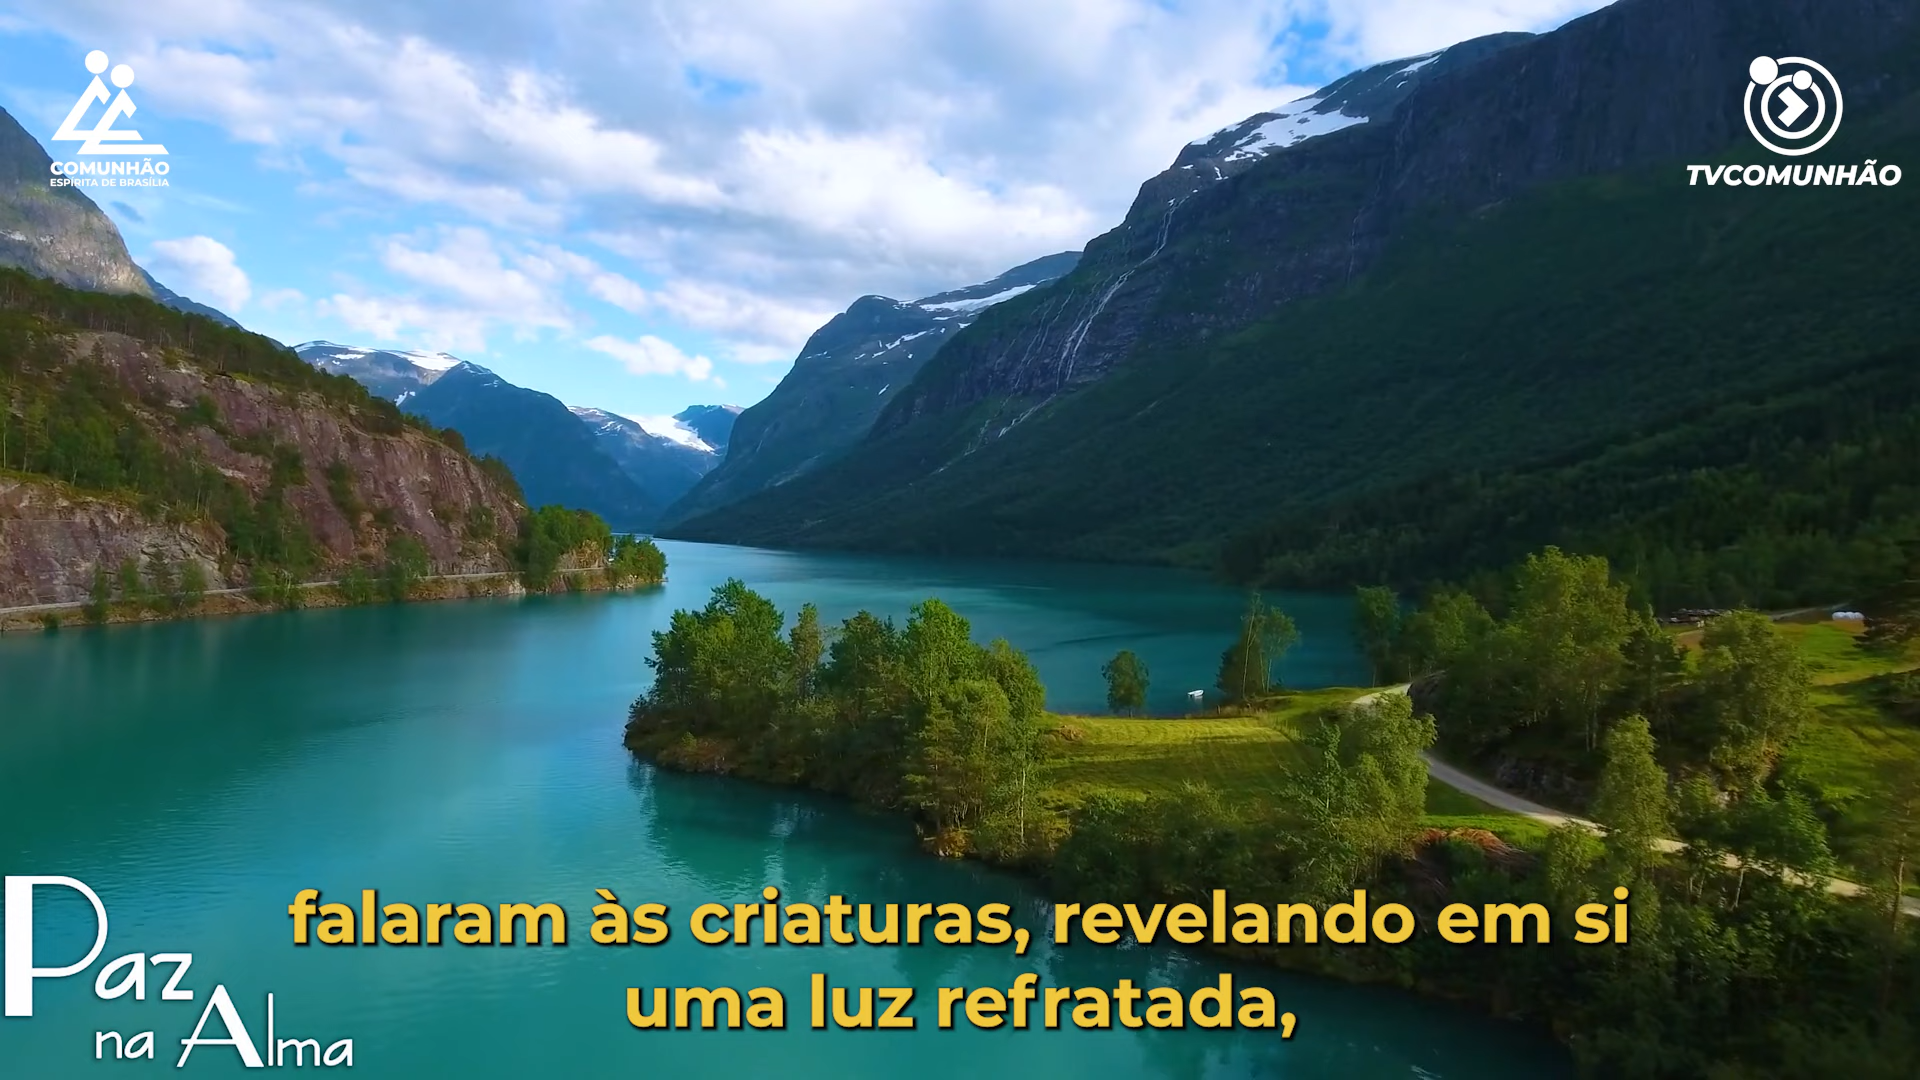 COMUNHÃO
ESPÍRITA DE BRASÍLIA
TVCOMUNHÃO
falaram às criaturas, revelando em si
uma luz refratada,
Paz
na Alma